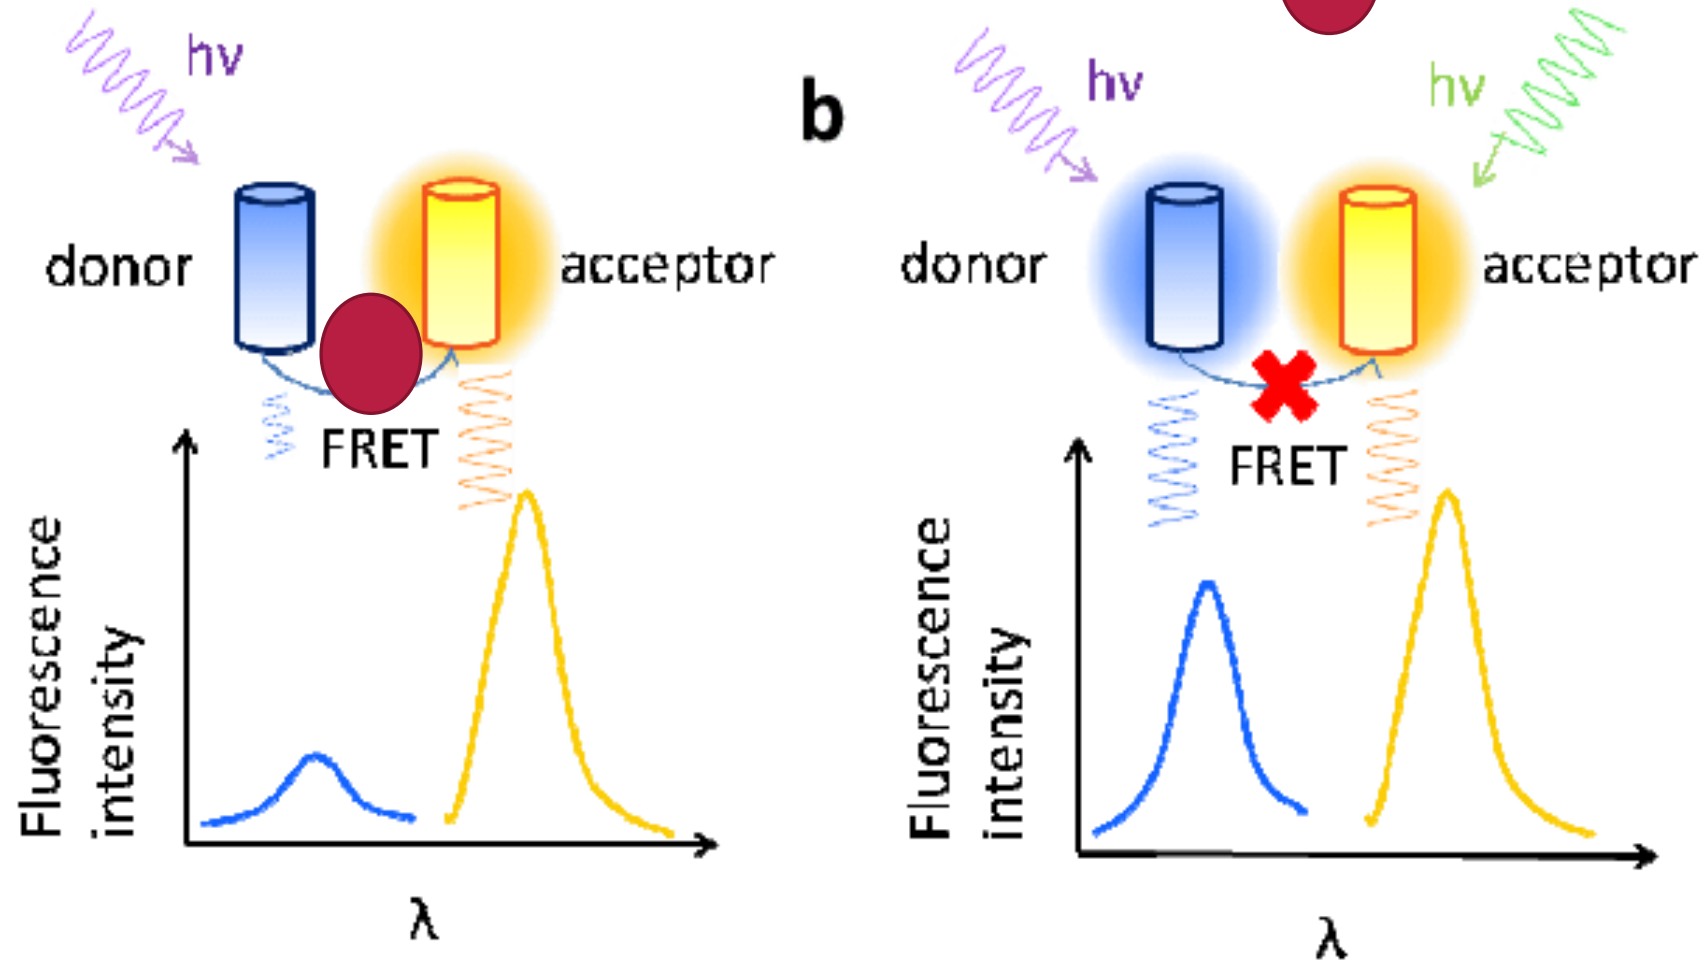 hν
donor
acceptor
FRET
Fluorescence
intensity
λ
b
hν
hν
donor
acceptor
FRET
Fluorescence
intensity
λ